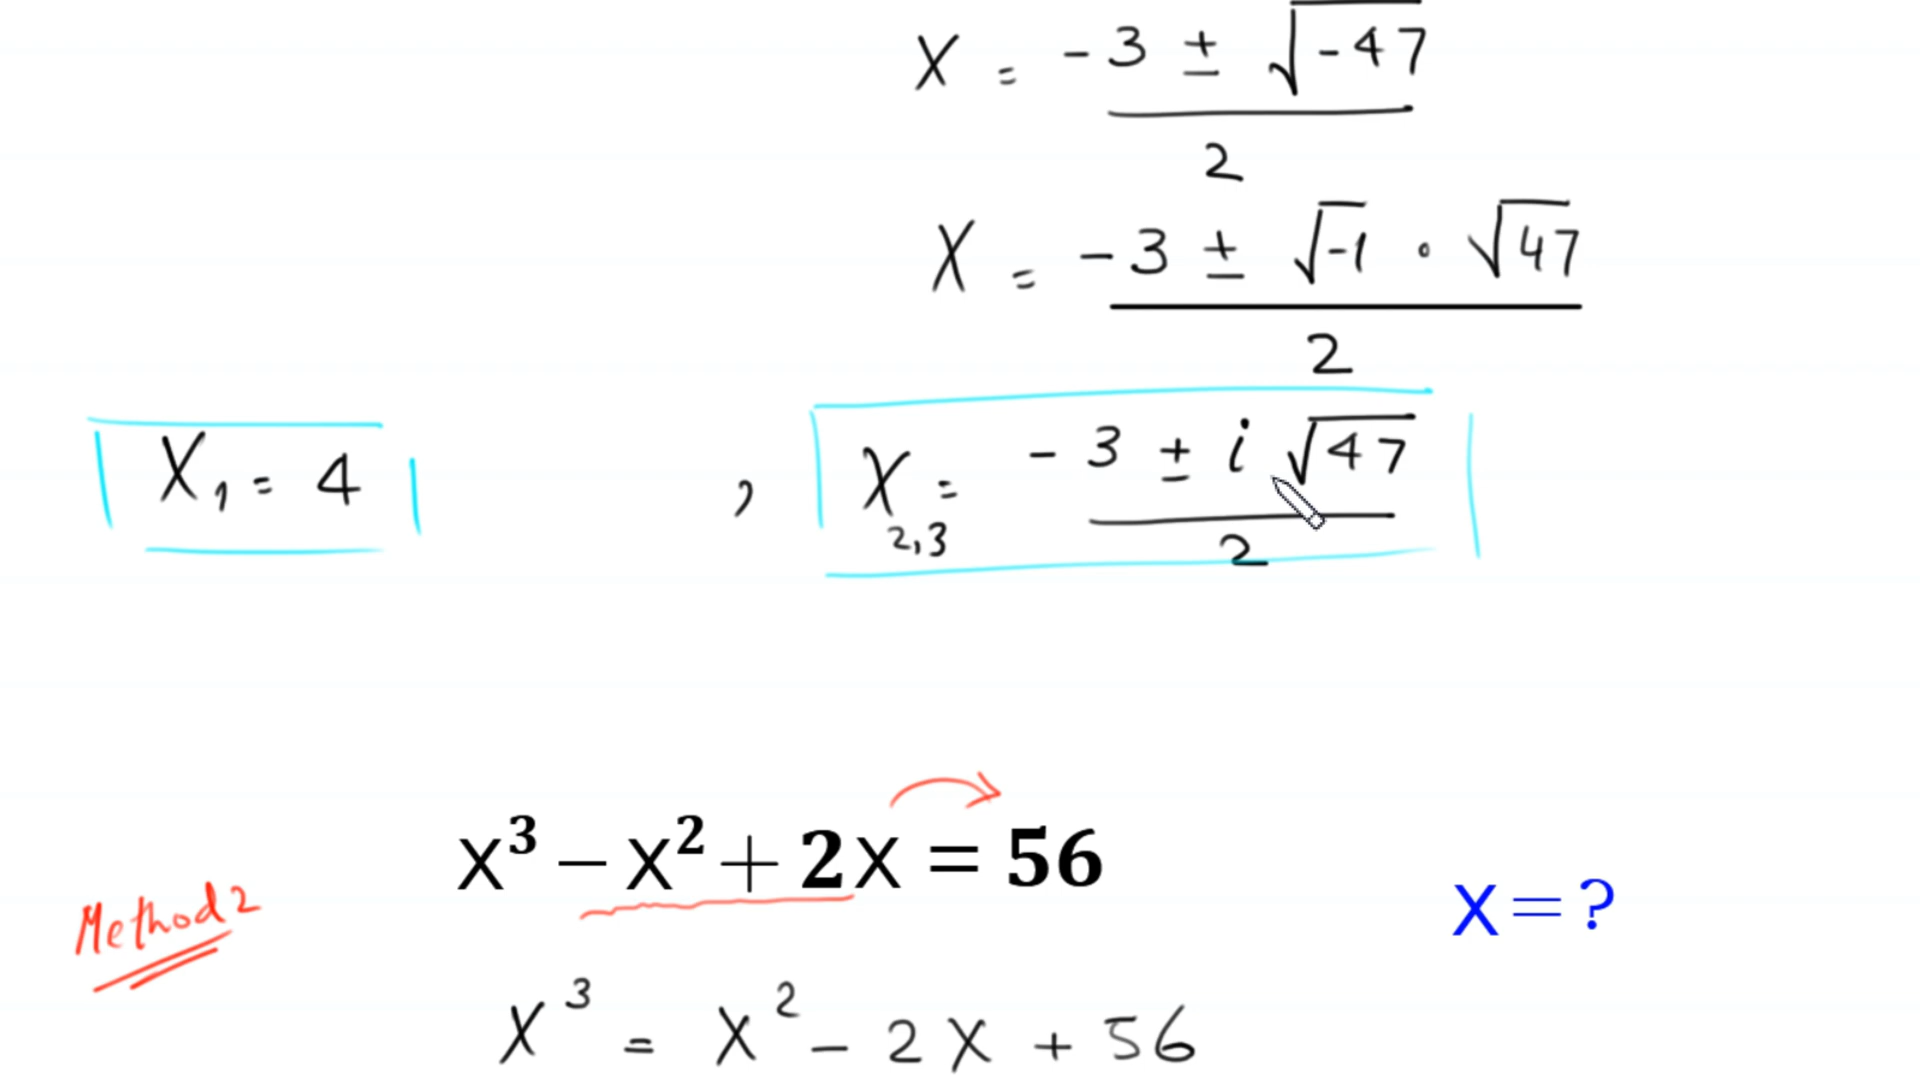 X = -3 ± √-47 / 2
X = -3 ± √-1 · √47 / 2
X₁ = 4 , X₂,₃ = -3 ± i √47 / 2
x³ − x² + 2x = 56
Method 2
x = ?
X³ = X² - 2X + 56